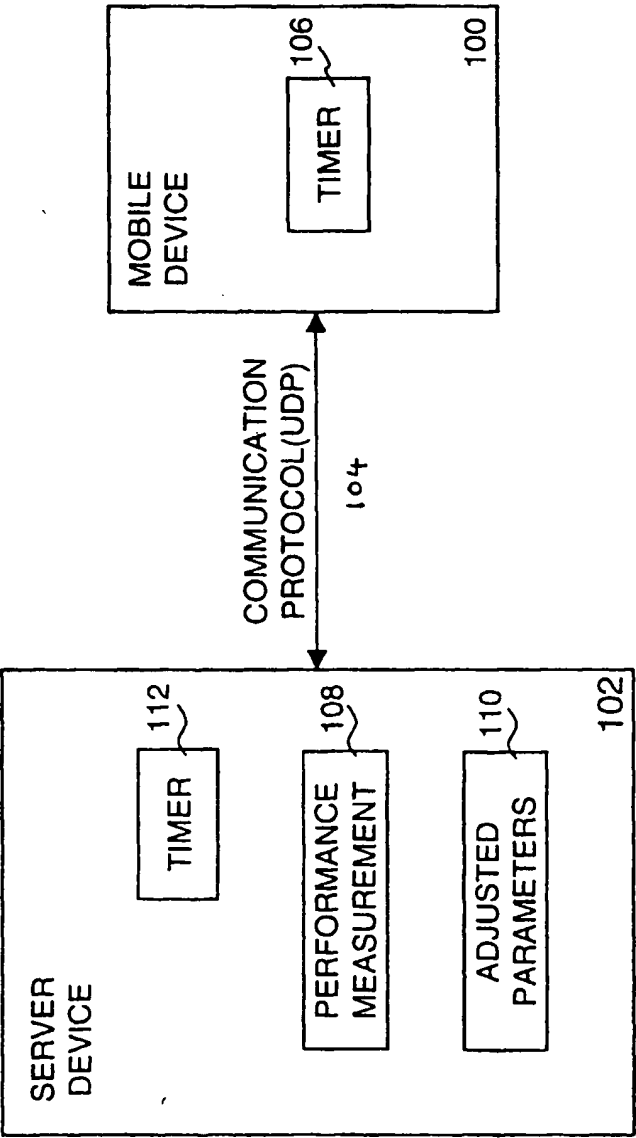 SERVER
DEVICE
TIMER
112
PERFORMANCE
MEASUREMENT
108
ADJUSTED
PARAMETERS
110
102
COMMUNICATION
PROTOCOL(UDP)
104
MOBILE
DEVICE
TIMER
106
100